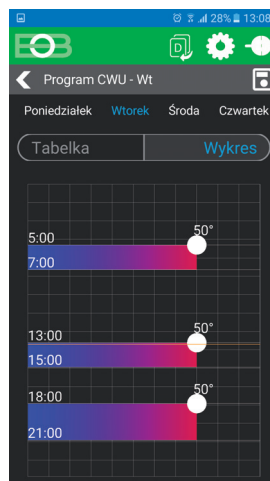 28% 13:08
EOB
D
Program CWU - Wt
Poniedziałek Wtorek Środa Czwartek
Tabelka Wykres
50°
5:00
7:00
50°
13:00
15:00
50°
18:00
21:00